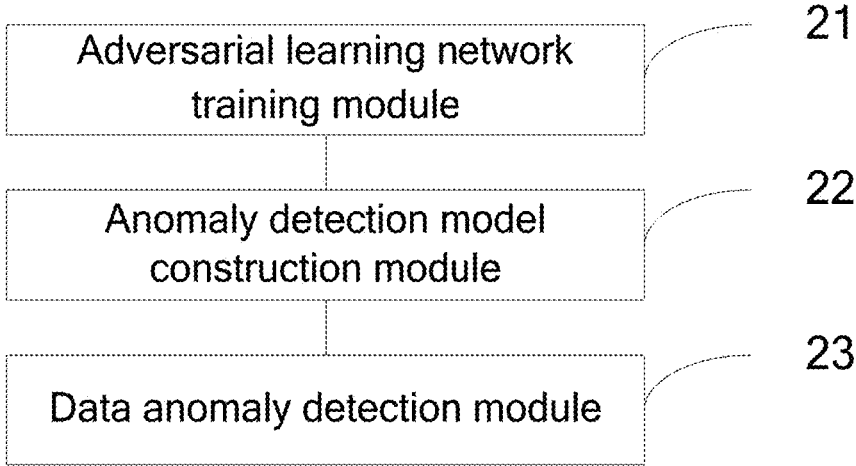 21
Adversarial learning network
training module
22
Anomaly detection model
construction module
23
Data anomaly detection module